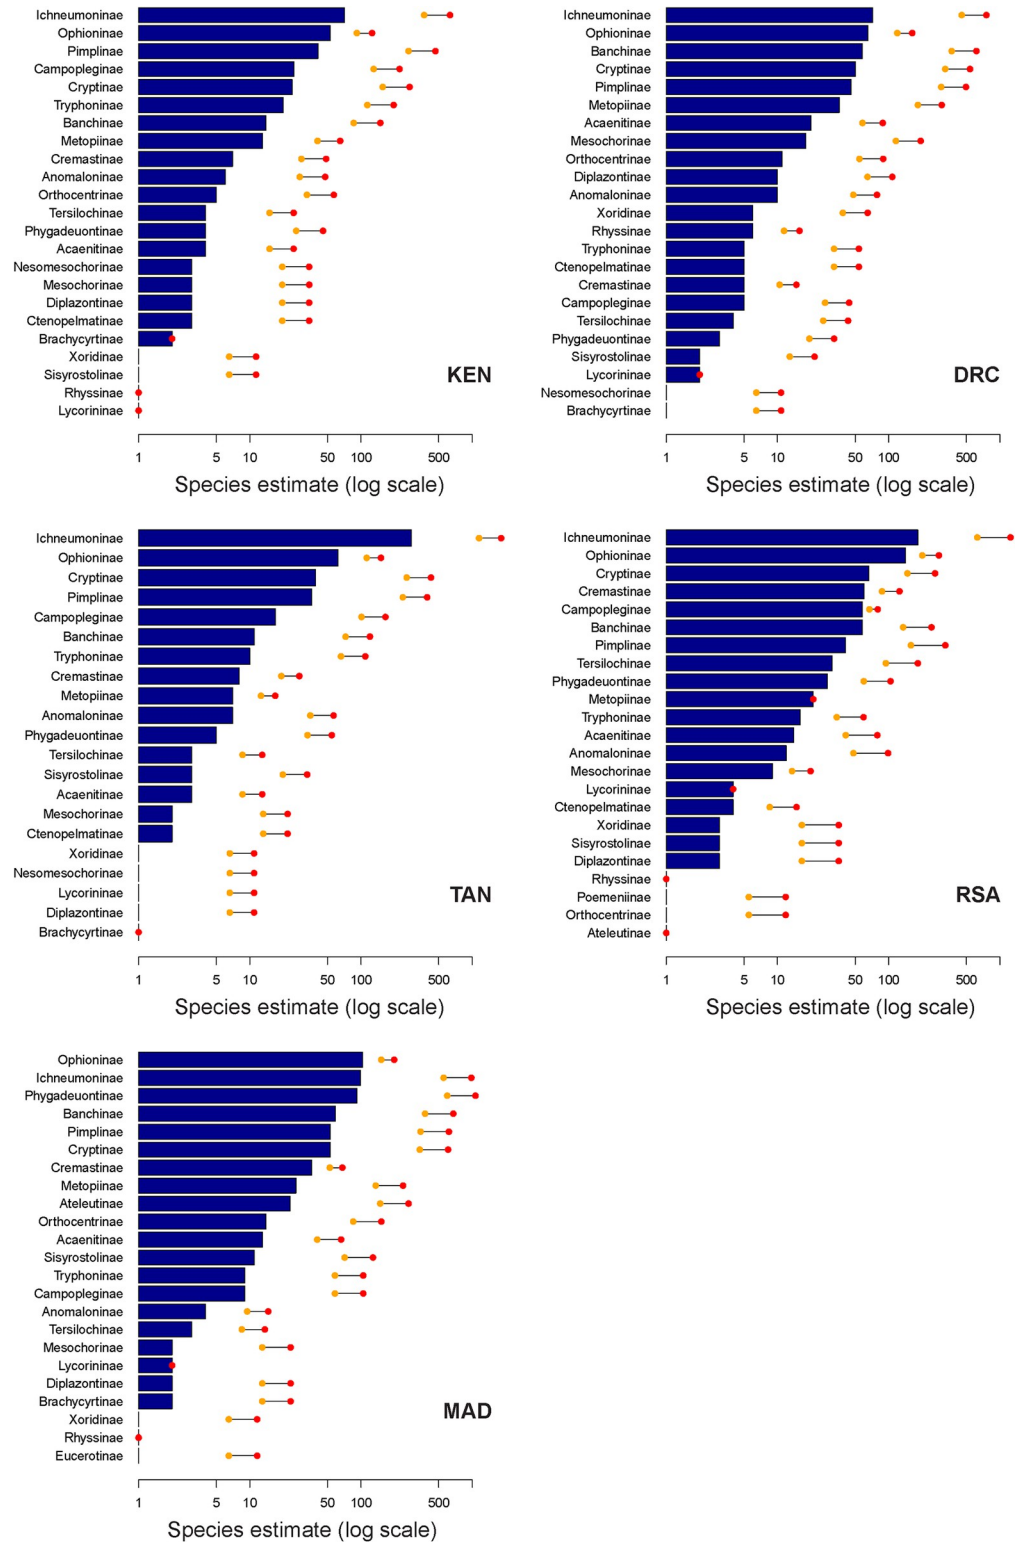 Ichneumoninae
Ophioninae
Pimplinae
Campopleginae
Cryptinae
Tryphoninae
Banchinae
Metopiinae
Cremastinae
Anomaloninae
Orthocentrinae
Tersilochinae
Phygadeuontinae
Acaenitinae
Nesomesochorinae
Mesochorinae
Diplazontinae
Ctenopelmatinae
Brachycyrtinae
Xoridinae
Sisyrostolinae
Rhyssinae
Lycorininae
KEN
1 5 10 50 100 500
Species estimate (log scale)
Ichneumoninae
Ophioninae
Banchinae
Cryptinae
Pimplinae
Metopiinae
Acaenitinae
Mesochorinae
Orthocentrinae
Diplazontinae
Anomaloninae
Xoridinae
Rhyssinae
Tryphoninae
Ctenopelmatinae
Cremastinae
Campopleginae
Tersilochinae
Phygadeuontinae
Sisyrostolinae
Lycorininae
Nesomesochorinae
Brachycyrtinae
DRC
1 5 10 50 100 500
Species estimate (log scale)
Ichneumoninae
Ophioninae
Cryptinae
Pimplinae
Campopleginae
Banchinae
Tryphoninae
Cremastinae
Metopiinae
Anomaloninae
Phygadeuontinae
Tersilochinae
Sisyrostolinae
Acaenitinae
Mesochorinae
Ctenopelmatinae
Xoridinae
Nesomesochorinae
Lycorininae
Diplazontinae
Brachycyrtinae
TAN
1 5 10 50 100 500
Species estimate (log scale)
Ichneumoninae
Ophioninae
Cryptinae
Cremastinae
Campopleginae
Banchinae
Pimplinae
Tersilochinae
Phygadeuontinae
Metopiinae
Tryphoninae
Acaenitinae
Anomaloninae
Mesochorinae
Lycorininae
Ctenopelmatinae
Xoridinae
Sisyrostolinae
Diplazontinae
Rhyssinae
Poemeniinae
Orthocentrinae
Ateleutinae
RSA
1 5 10 50 100 500
Species estimate (log scale)
Ophioninae
Ichneumoninae
Phygadeuontinae
Banchinae
Pimplinae
Cryptinae
Cremastinae
Metopiinae
Ateleutinae
Orthocentrinae
Acaenitinae
Sisyrostolinae
Tryphoninae
Campopleginae
Anomaloninae
Tersilochinae
Mesochorinae
Lycorininae
Diplazontinae
Brachycyrtinae
Xoridinae
Rhyssinae
Eucerotinae
MAD
1 5 10 50 100 500
Species estimate (log scale)